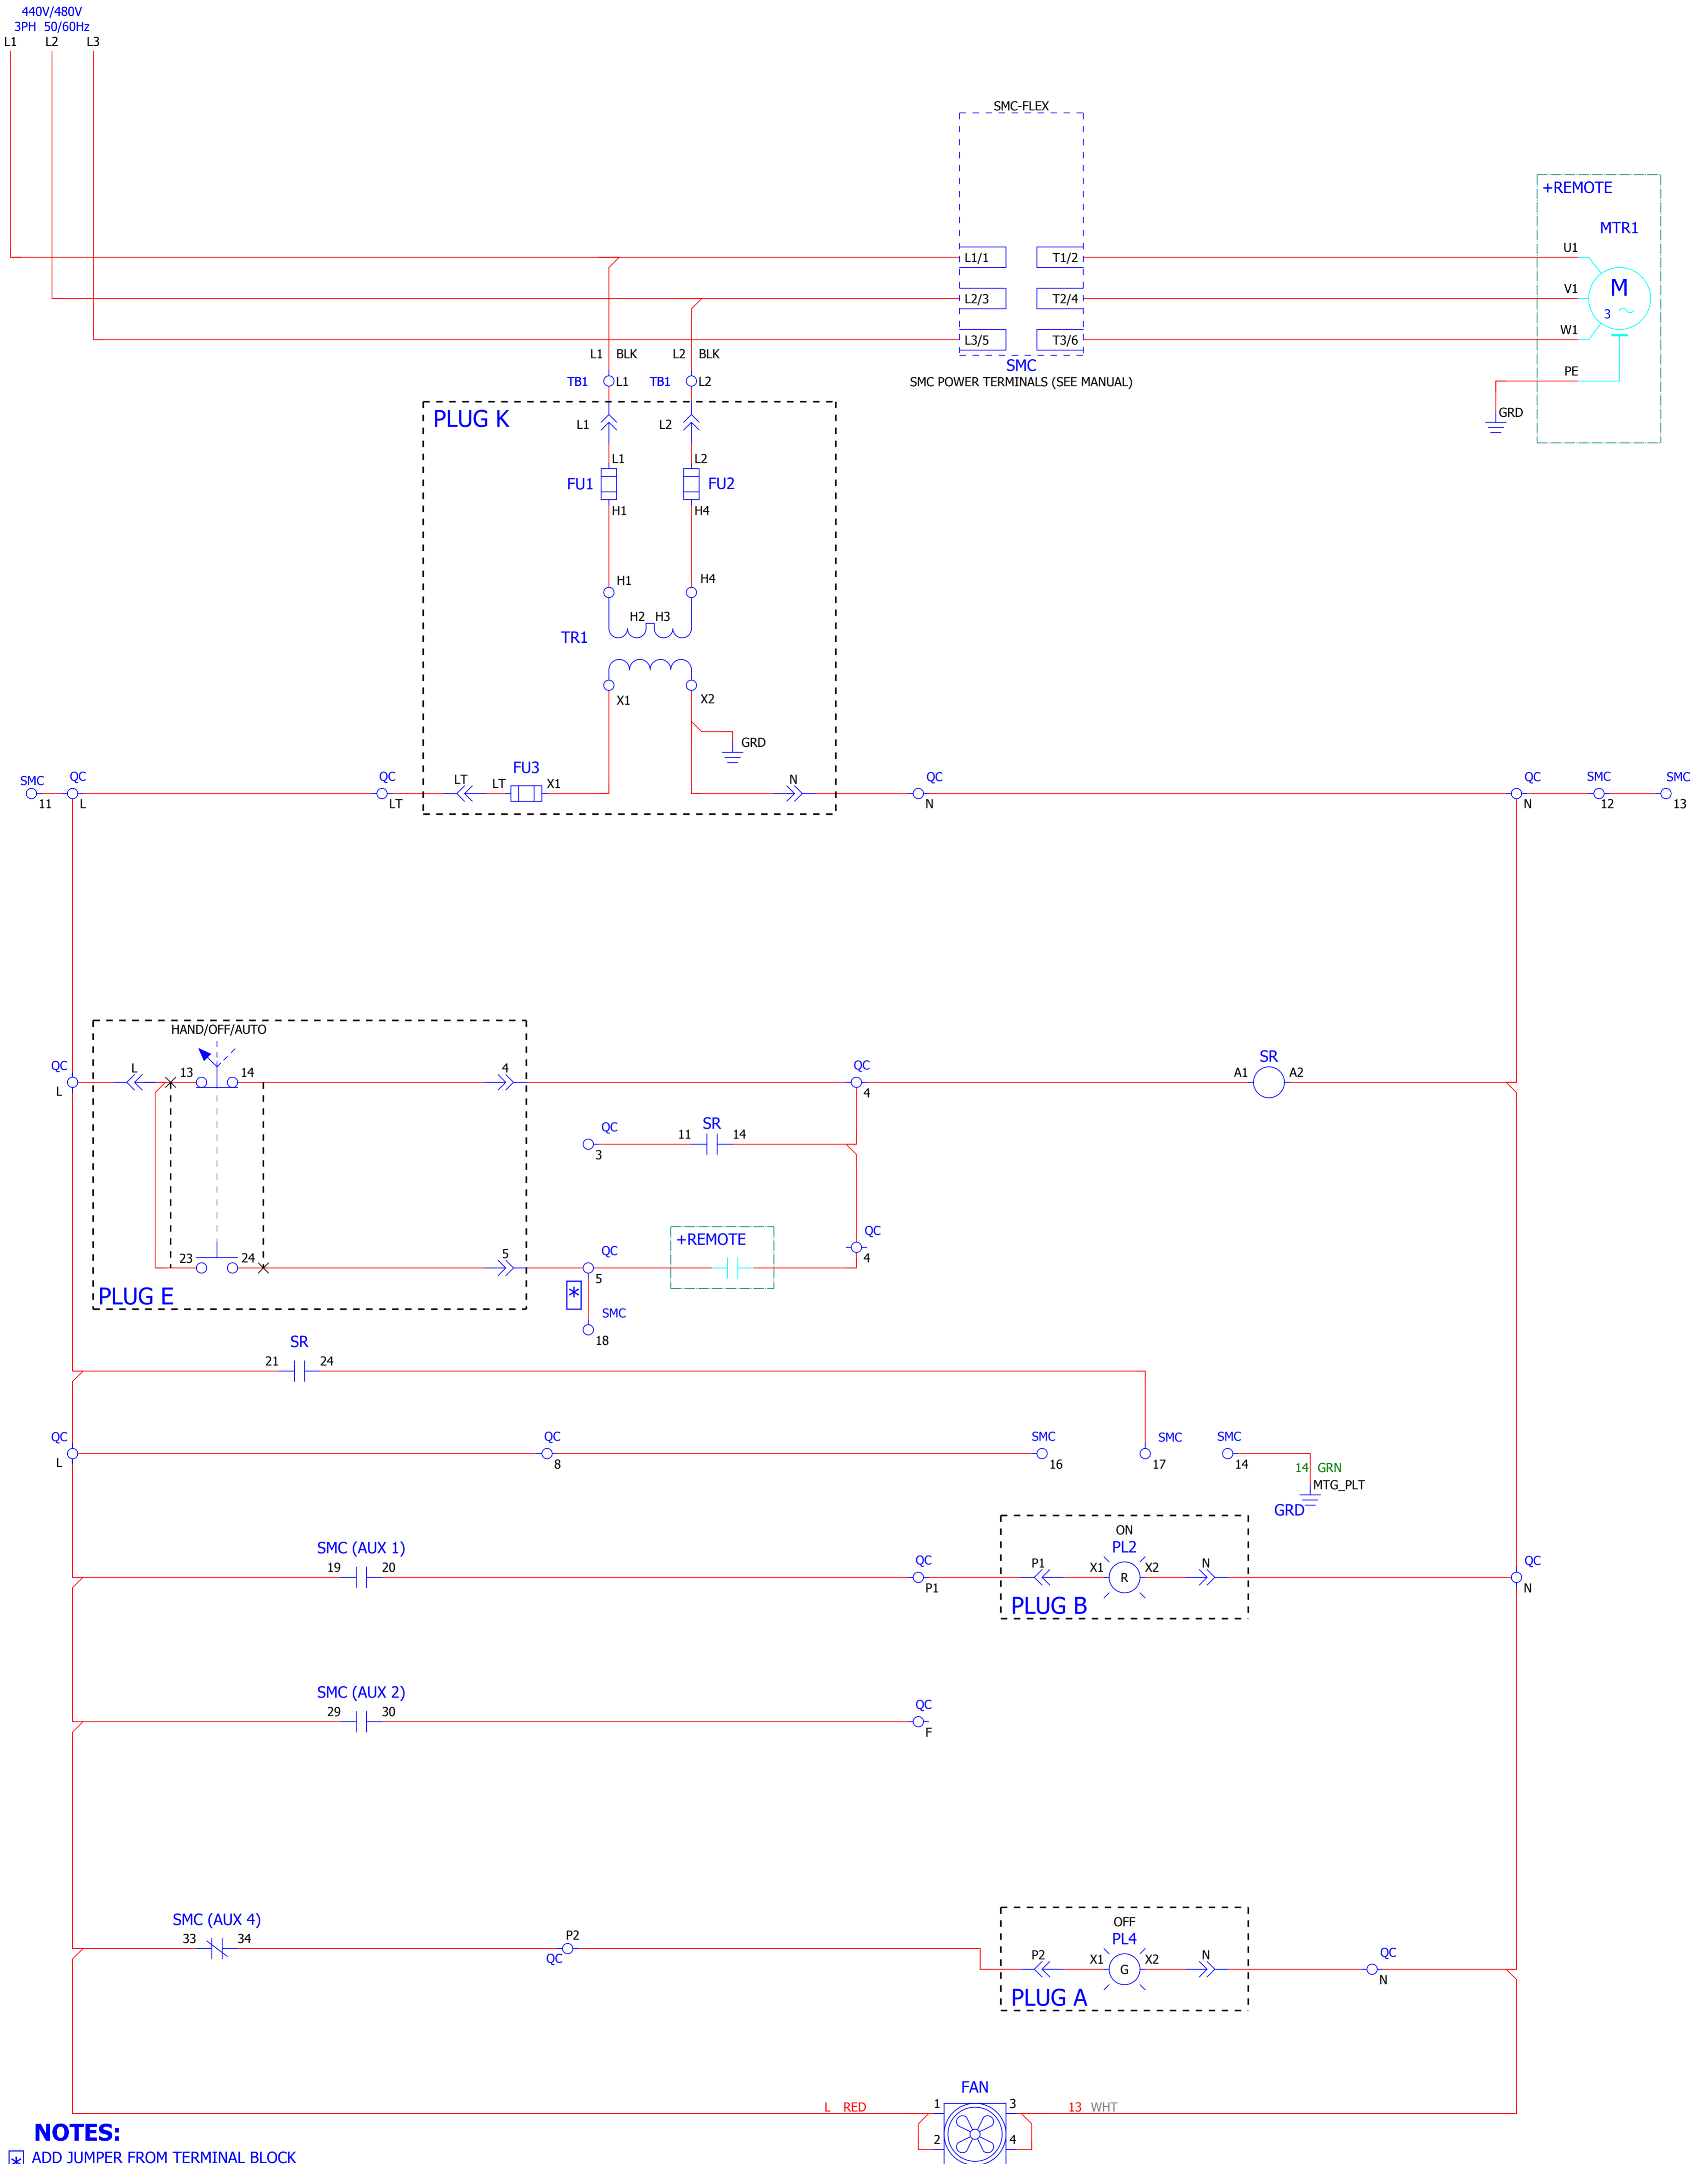 440V/480V
3PH 50/60Hz
L1 L2 L3
SMC-FLEX
+REMOTE
MTR1
L1/1 T1/2 U1
L2/3 T2/4 V1 M
3
L3/5 T3/6 W1
L1 BLK L2 BLK
SMC
PE
TB1 L1 TB1 L2
SMC POWER TERMINALS (SEE MANUAL)
GRD
PLUG K
L1 L2
L1 L2
FU1 FU2
H1 H4
H1 H4
H2 H3
TR1
X1 X2
GRD
FU3
SMC QC QC LT LT X1 N QC QC SMC SMC
11 L LT N N 12 13
HAND/OFF/AUTO
QC L 13 14 4 QC SR
L 4 A1 A2
QC SR
3 11 14
QC
4
+REMOTE
23 24 5 QC
5
PLUG E
*
SMC
18
SR
21 24
QC QC SMC SMC SMC
L 8 16 17 14
14 GRN
MTG_PLT
GRD
ON
SMC (AUX 1) PL2
19 20 QC P1 X1 R X2 N QC
P1 N
PLUG B
SMC (AUX 2)
29 30 QC
F
OFF
SMC (AUX 4) PL4
33 34 P2 P2 X1 G X2 N QC
QC N
PLUG A
FAN
L RED 1 3 13 WHT
2 4
NOTES:
* ADD JUMPER FROM TERMINAL BLOCK